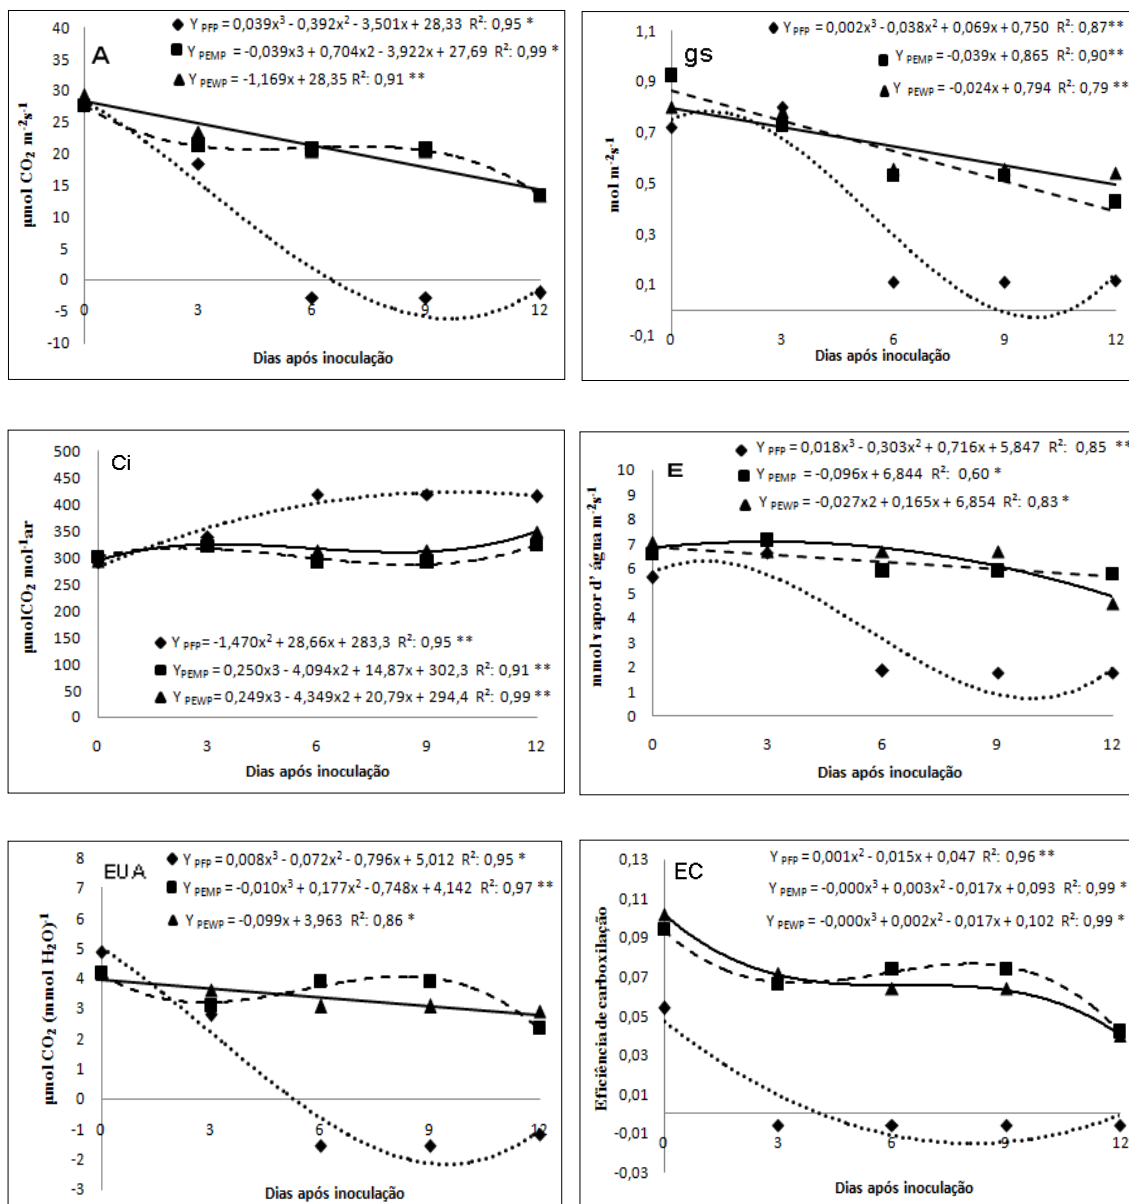 A
Y PFP = 0,039x³ - 0,392x² - 3,501x + 28,33 R²: 0,95 *
Y PEMP = -0,039x3 + 0,704x2 - 3,922x + 27,69 R²: 0,99 *
Y PEWP = -1,169x + 28,35 R²: 0,91 **
40
35
30
25
20
15
10
5
0
-5
-10
µmol CO₂ m⁻²s⁻¹
0 3 6 9 12
Dias após inoculação
gs
Y PFP = 0,002x³ -0,038x² + 0,069x + 0,750 R²: 0,87**
Y PEMP = -0,039x + 0,865 R²: 0,90**
Y PEWP = -0,024x + 0,794 R²: 0,79 **
1,1
0,9
0,7
0,5
0,3
0,1
-0,1
mol m⁻²s⁻¹
0 3 6 9 12
Dias após inoculação
Ci
500
450
400
350
300
250
200
150
100
50
0
µmolCO₂ mol⁻¹ar
Y PFP= -1,470x² + 28,66x + 283,3 R²: 0,95 **
YPEMP= 0,250x3 - 4,094x2 + 14,87x + 302,3 R²: 0,91 **
Y PEWP= 0,249x3 - 4,349x2 + 20,79x + 294,4 R²: 0,99 **
0 3 6 9 12
Dias após inoculação
E
Y PFP = 0,018x³ - 0,303x² + 0,716x + 5,847 R²: 0,85 **
Y PEMP = -0,096x + 6,844 R²: 0,60 *
Y PEWP = -0,027x2 + 0,165x + 6,854 R²: 0,83 *
10
9
8
7
6
5
4
3
2
1
0
mmol vapor d' água m⁻²s⁻¹
0 3 6 9 12
Dias após inoculação
EUA
Y PFP = 0,008x³ - 0,072x² - 0,796x + 5,012 R²: 0,95 *
Y PEMP = -0,010x³ + 0,177x² - 0,748x + 4,142 R²: 0,97 **
Y PEWP = -0,099x + 3,963 R²: 0,86 *
8
7
6
5
4
3
2
1
0
-1
-2
-3
µmol CO₂ (mmol H₂O)⁻¹
0 3 6 9 12
Dias após inoculação
EC
Y PFP = 0,001x² - 0,015x + 0,047 R²: 0,96 **
Y PEMP = -0,000x³ + 0,003x² - 0,017x + 0,093 R²: 0,99 *
Y PEWP = -0,000x³ + 0,002x² - 0,017x + 0,102 R²: 0,99 *
0,13
0,11
0,09
0,07
0,05
0,03
0,01
-0,01
-0,03
Eficiência de carboxilação
0 3 6 9 12
Dias após inoculação